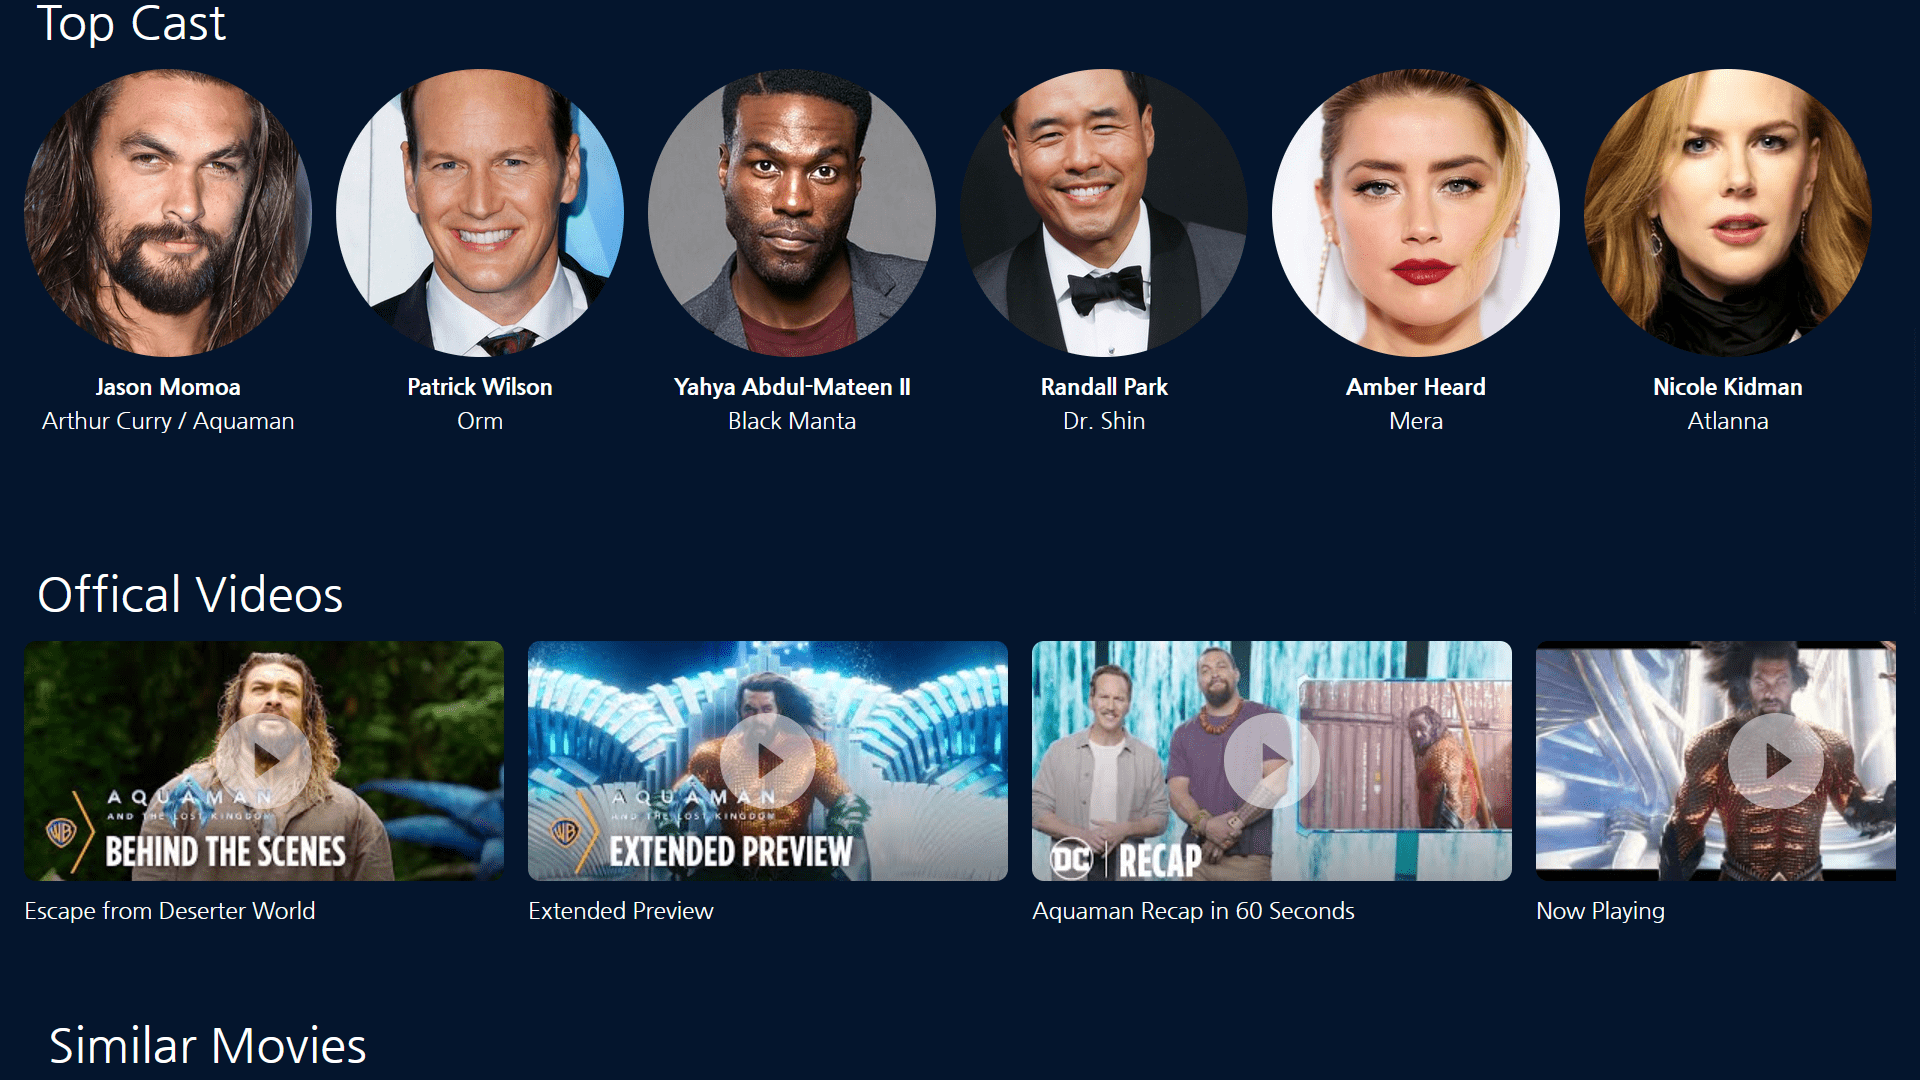 Top Cast
Jason Momoa
Arthur Curry / Aquaman
Patrick Wilson
Orm
Yahya Abdul-Mateen II
Black Manta
Randall Park
Dr. Shin
Amber Heard
Mera
Nicole Kidman
Atlanna
Offical Videos
AQUAMAN
AND THE LOST KINGDOM
WB
BEHIND THE SCENES
Escape from Deserter World
AQUAMAN
AND THE LOST KINGDOM
WB
EXTENDED PREVIEW
Extended Preview
DC RECAP
Aquaman Recap in 60 Seconds
Now Playing
Similar Movies